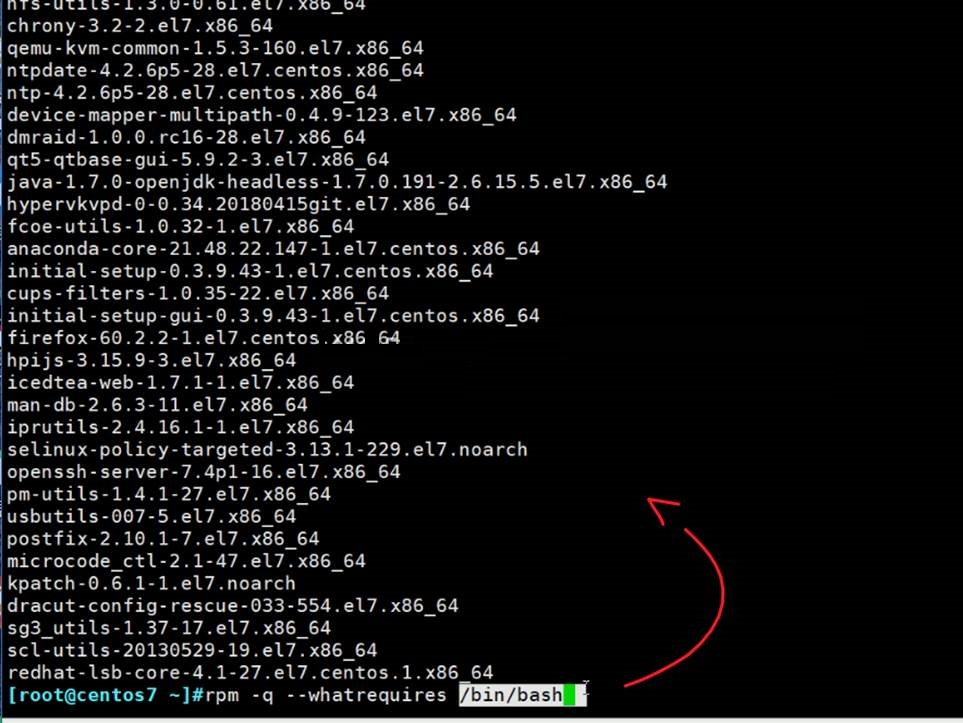 nfs-utils-1.3.0-0.61.el7.x86_64
chrony-3.2-2.el7.x86_64
qemu-kvm-common-1.5.3-160.el7.x86_64
ntpdate-4.2.6p5-28.el7.centos.x86_64
ntp-4.2.6p5-28.el7.centos.x86_64
device-mapper-multipath-0.4.9-123.el7.x86_64
dmraid-1.0.0.rc16-28.el7.x86_64
qt5-qtbase-gui-5.9.2-3.el7.x86_64
java-1.7.0-openjdk-headless-1.7.0.191-2.6.15.5.el7.x86_64
hypervkvpd-0-0.34.20180415git.el7.x86_64
fcoe-utils-1.0.32-1.el7.x86_64
anaconda-core-21.48.22.147-1.el7.centos.x86_64
initial-setup-0.3.9.43-1.el7.centos.x86_64
cups-filters-1.0.35-22.el7.x86_64
initial-setup-gui-0.3.9.43-1.el7.centos.x86_64
firefox-60.2.2-1.el7.centos.x86_64
hpijs-3.15.9-3.el7.x86_64
icedtea-web-1.7.1-1.el7.x86_64
man-db-2.6.3-11.el7.x86_64
iprutils-2.4.16.1-1.el7.x86_64
selinux-policy-targeted-3.13.1-229.el7.noarch
openssh-server-7.4p1-16.el7.x86_64
pm-utils-1.4.1-27.el7.x86_64
usbutils-007-5.el7.x86_64
postfix-2.10.1-7.el7.x86_64
microcode_ctl-2.1-47.el7.x86_64
kpatch-0.6.1-1.el7.noarch
dracut-config-rescue-033-554.el7.x86_64
sg3_utils-1.37-17.el7.x86_64
scl-utils-20130529-19.el7.x86_64
redhat-lsb-core-4.1-27.el7.centos.1.x86_64
[root@centos7 ~]#rpm -q --whatrequires /bin/bash